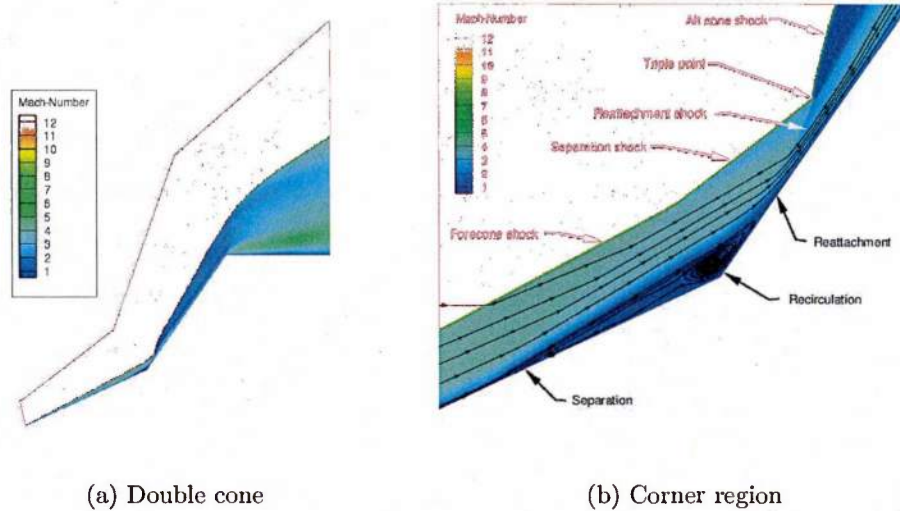 Mach-Number
12
11
10
9
8
7
6
5
4
3
2
1
(a) Double cone
Mach-Number
12
11
10
9
8
7
6
5
4
3
2
1
Aft cone shock
Triple point
Reattachment shock
Separation shock
Forecone shock
Reattachment
Recirculation
Separation
(b) Corner region